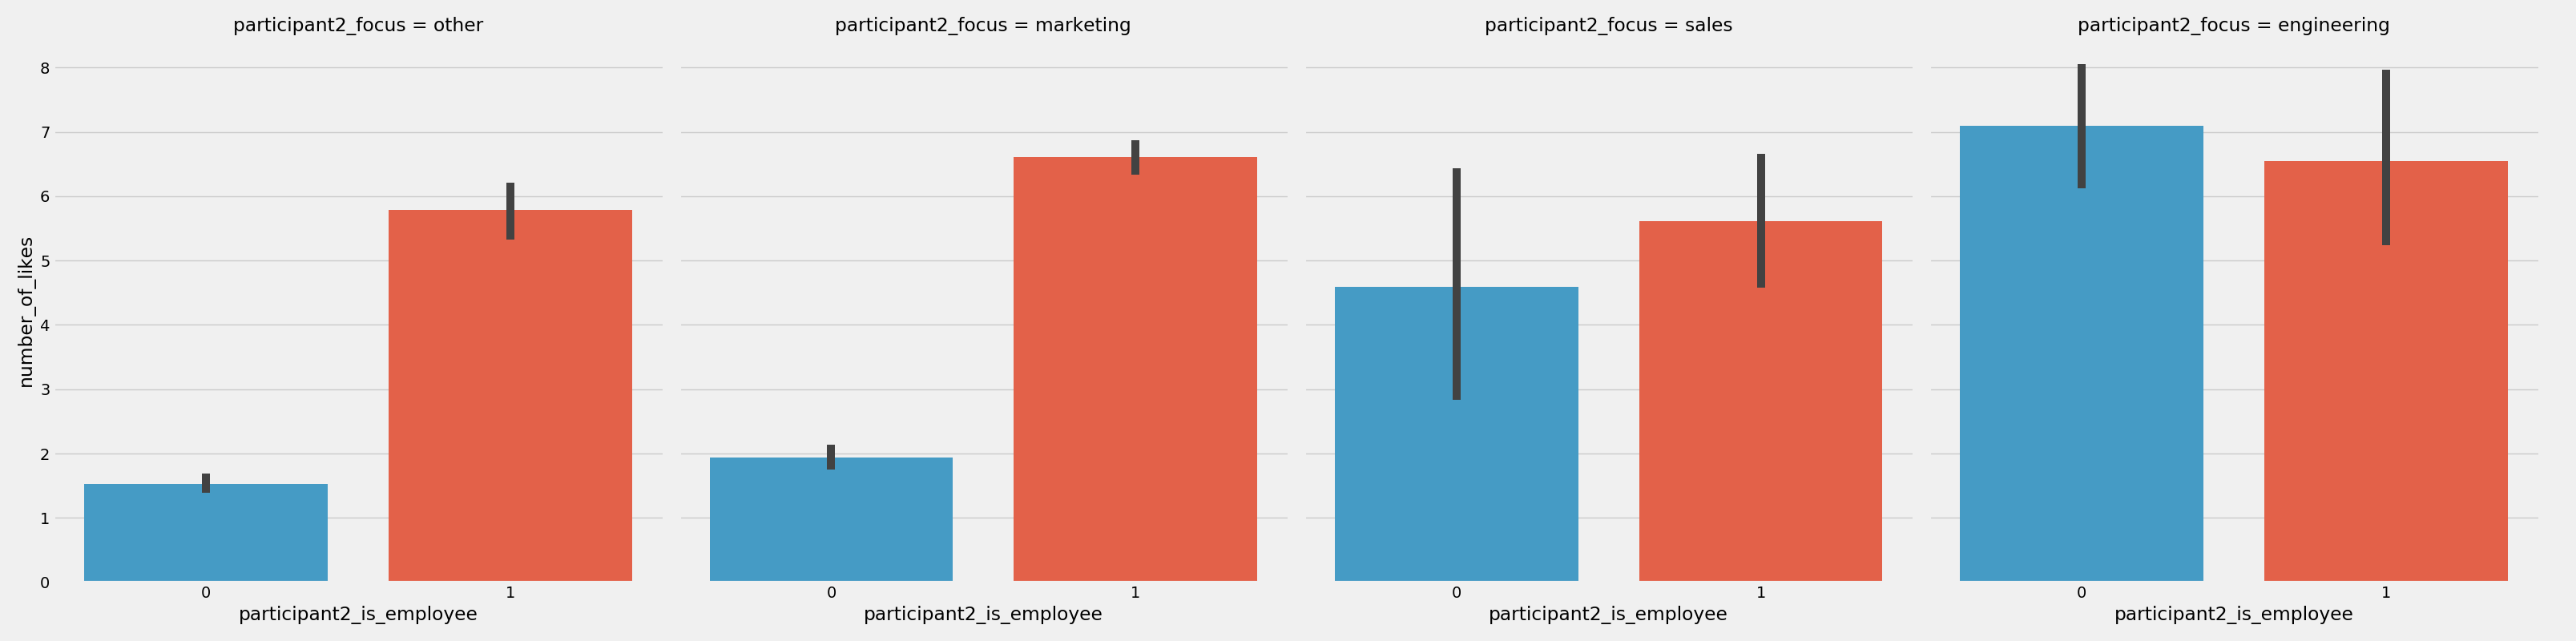 participant2_focus = other
participant2_focus = marketing
participant2_focus = sales
participant2_focus = engineering
number_of_likes
8
7
6
5
4
3
2
1
0
0 1
0 1
0 1
0 1
participant2_is_employee
participant2_is_employee
participant2_is_employee
participant2_is_employee